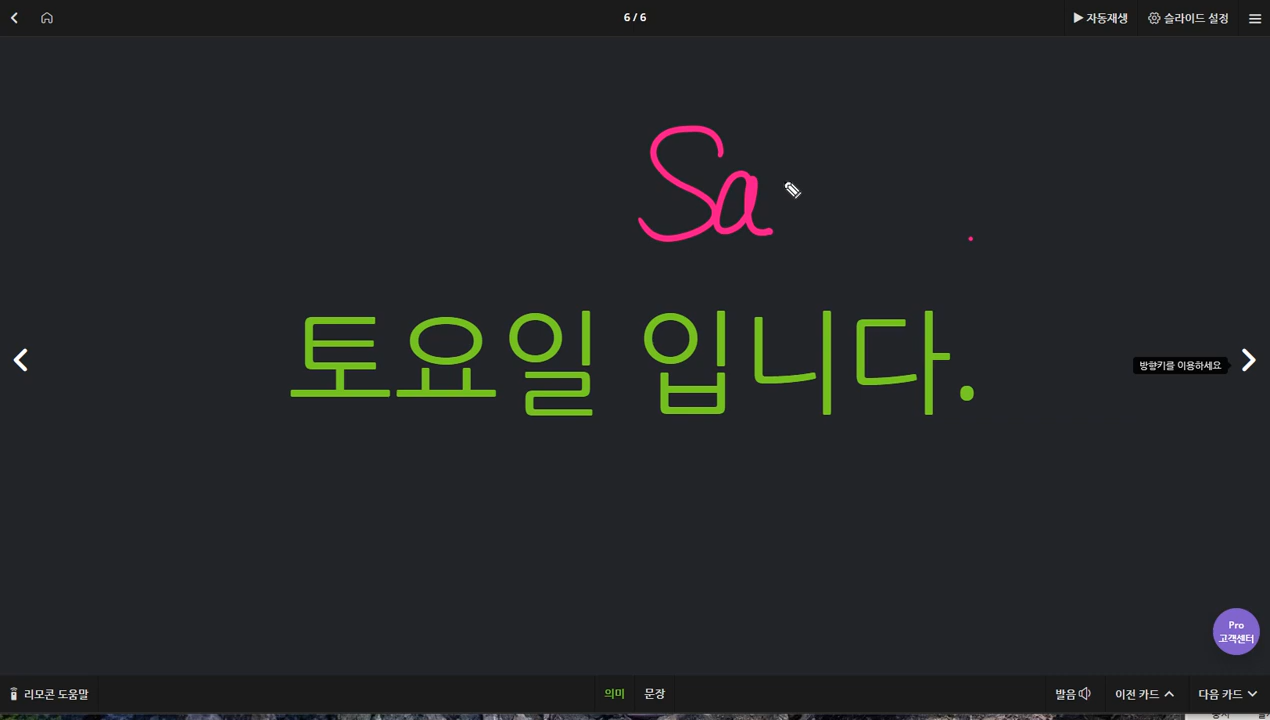 6 / 6
자동재생
슬라이드 설정
Sa
토요일 입니다.
방향키를 이용하세요
Pro
고객센터
리모콘 도움말
의미
문장
발음
이전 카드
다음 카드